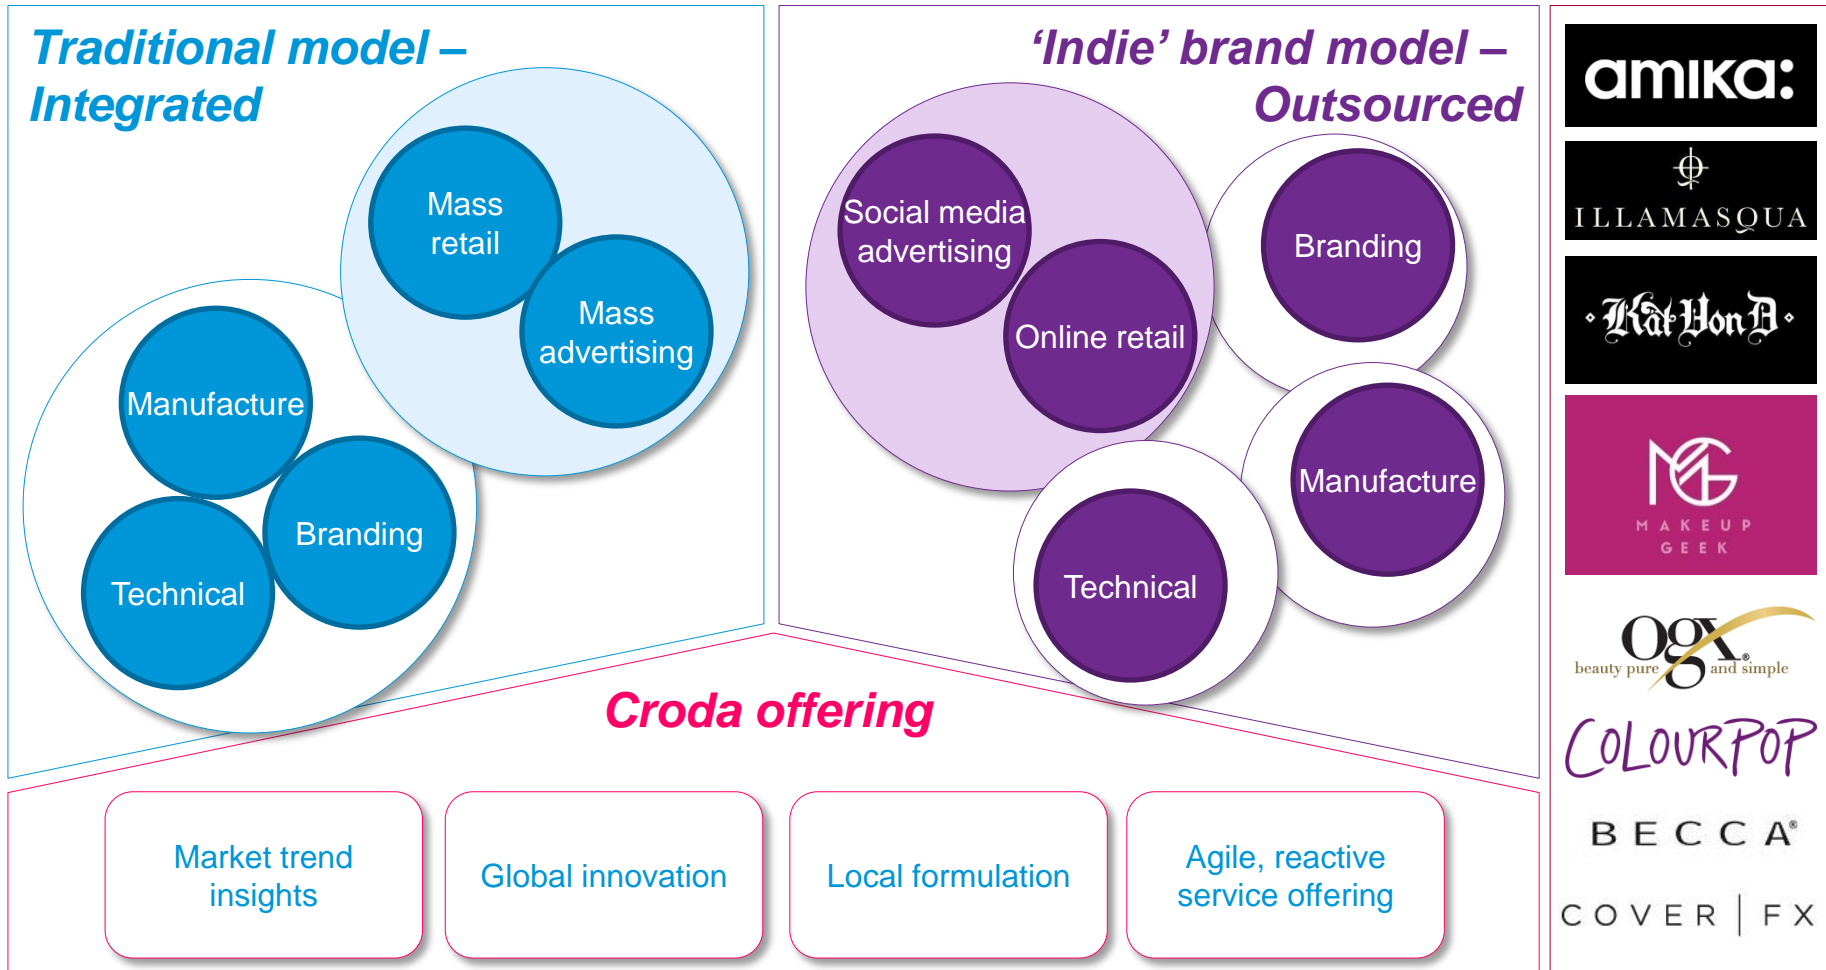 Traditional model –
Integrated
Mass
retail
Mass
advertising
Manufacture
Branding
Technical
‘Indie’ brand model –
Outsourced
Social media
advertising
Online retail
Branding
Manufacture
Technical
Croda offering
Market trend
insights
Global innovation
Local formulation
Agile, reactive
service offering
amika:
ILLAMASQUA
Kat Von D
MG
MAKEUP
GEEK
Ogx®
beauty pure and simple
COLOURPOP
BECCA®
COVER | FX